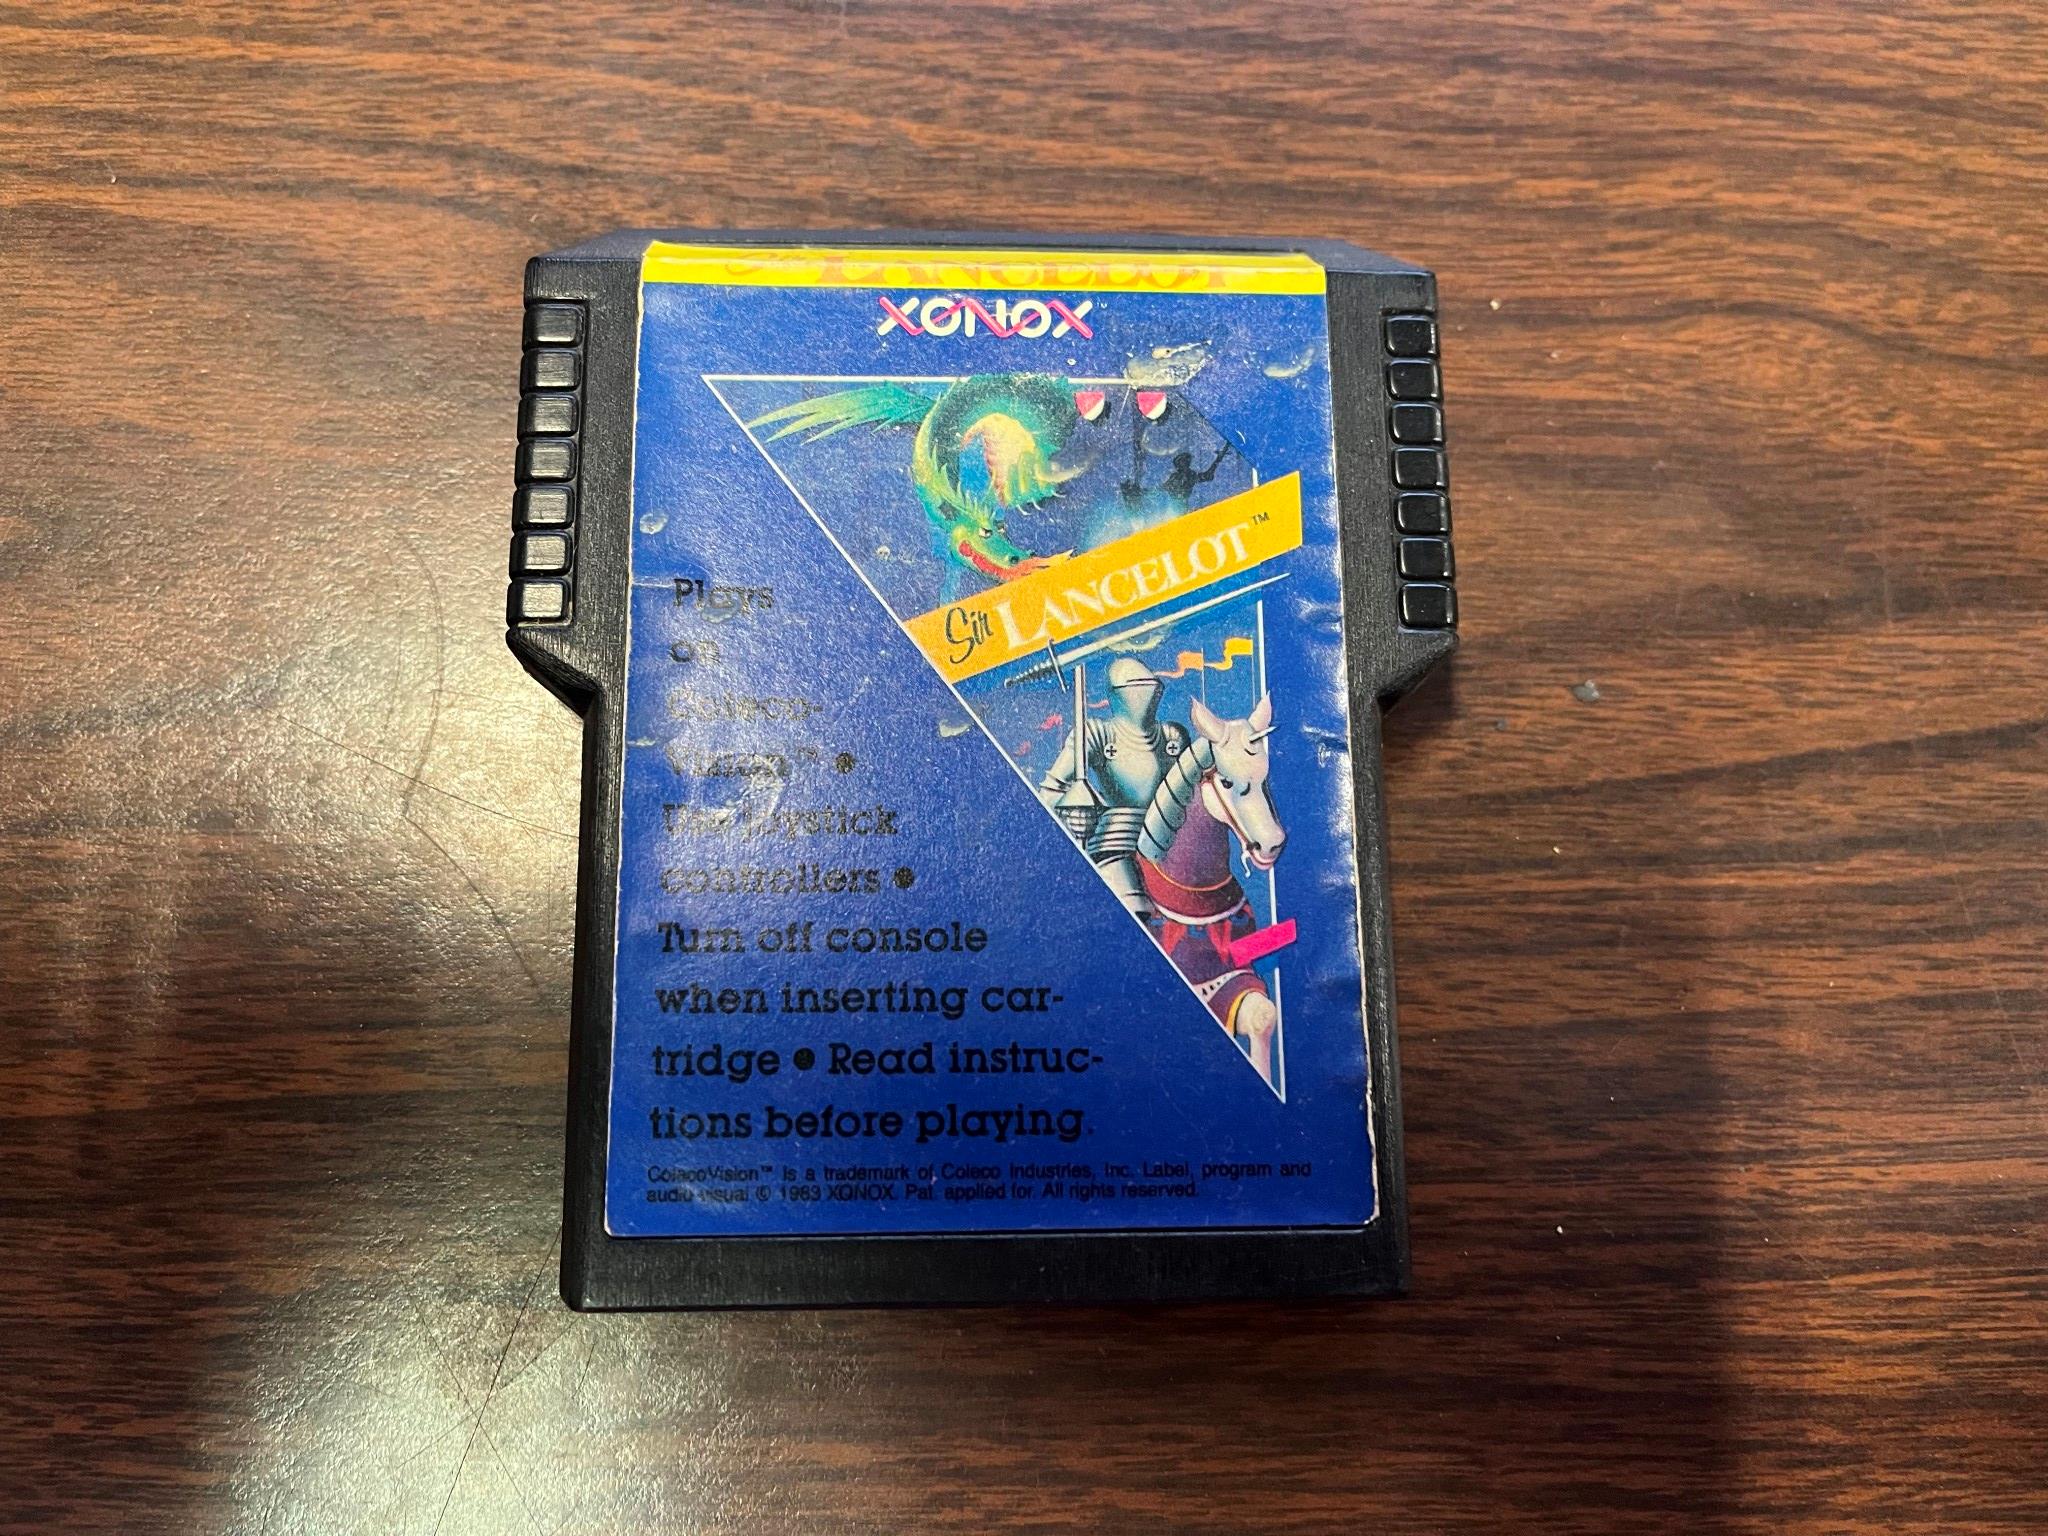 Sir LANCELOT
XONOX
Sir LANCELOT™
Plays
on
Coleco-
Vision™ •
Use joystick
controllers •
Turn off console
when inserting car-
tridge • Read instruc-
tions before playing.
ColecoVision™ is a trademark of Coleco Industries, Inc. Label, program and
audio visual © 1983 XONOX. Pat. applied for. All rights reserved.